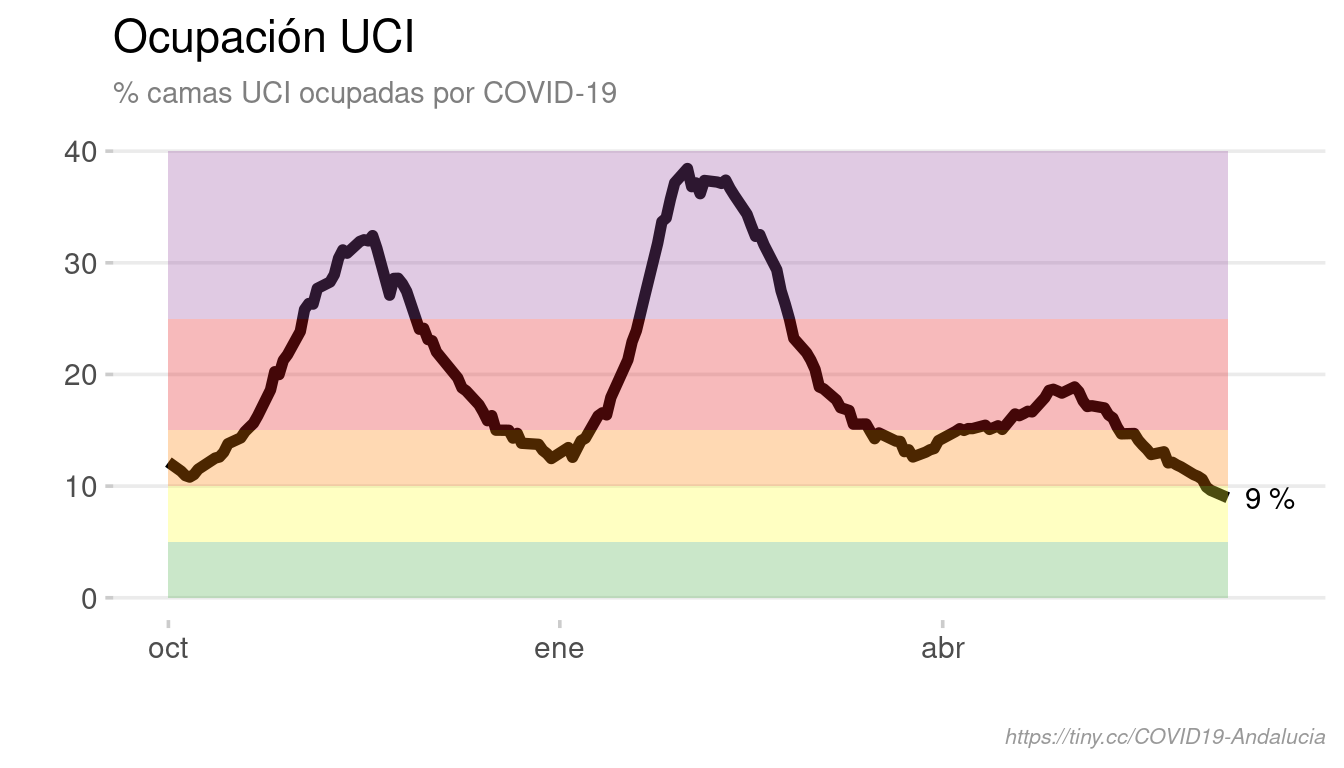 Ocupación UCI
% camas UCI ocupadas por COVID-19
40
30
20
10
0
9 %
oct ene abr
https://tiny.cc/COVID19-Andalucia